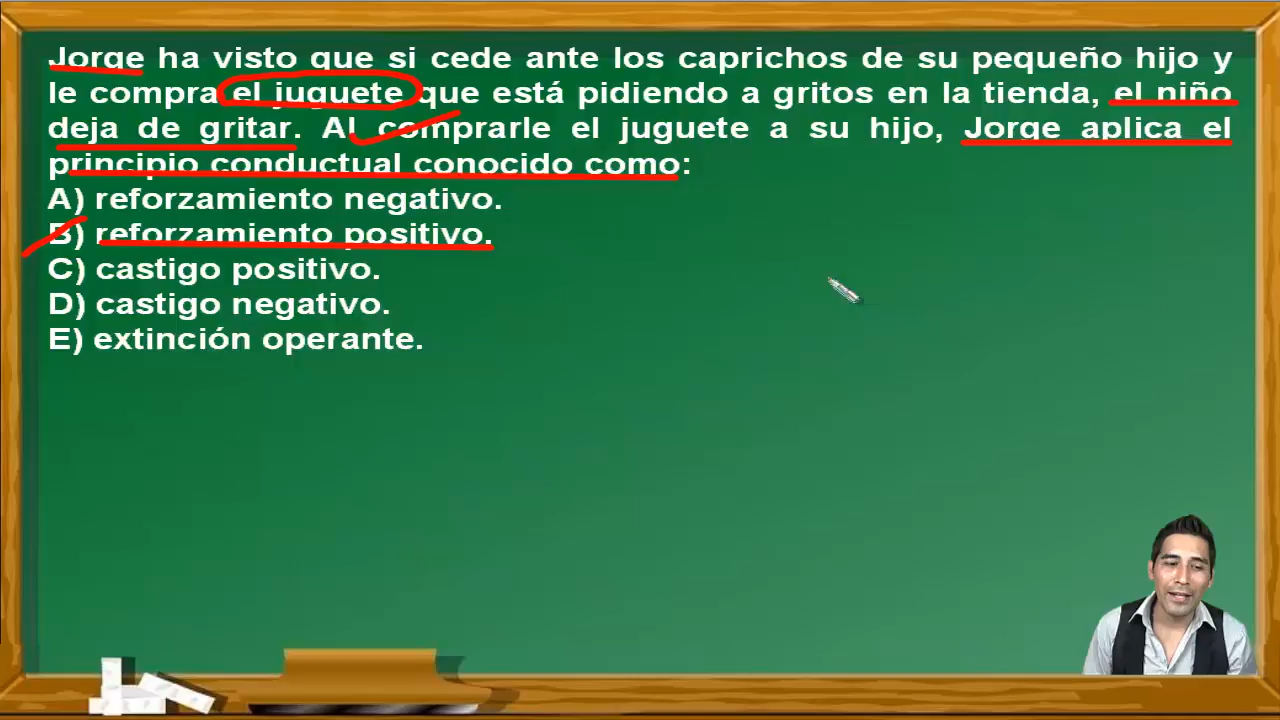 Jorge ha visto que si cede ante los caprichos de su pequeño hijo y
le compra el juguete que está pidiendo a gritos en la tienda, el niño
deja de gritar. Al comprarle el juguete a su hijo, Jorge aplica el
principio conductual conocido como:
A) reforzamiento negativo.
B) reforzamiento positivo.
C) castigo positivo.
D) castigo negativo.
E) extinción operante.